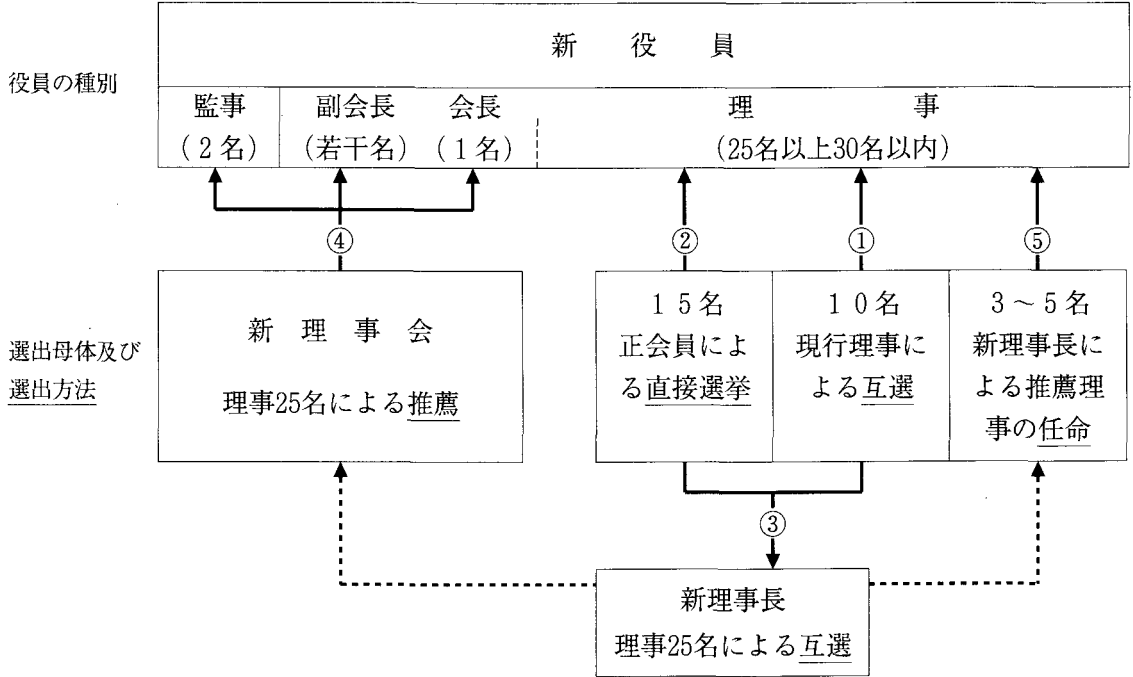 新役員
役員の種別
監事
(2名)
副会長
(若干名)
会長
(1名)
理事
(25名以上30名以内)
④
②
①
⑤
選出母体及び
選出方法
新理事会
理事25名による推薦
15名
正会員によ
る直接選挙
10名
現行理事に
よる互選
3～5名
新理事長に
よる推薦理
事の任命
③
新理事長
理事25名による互選